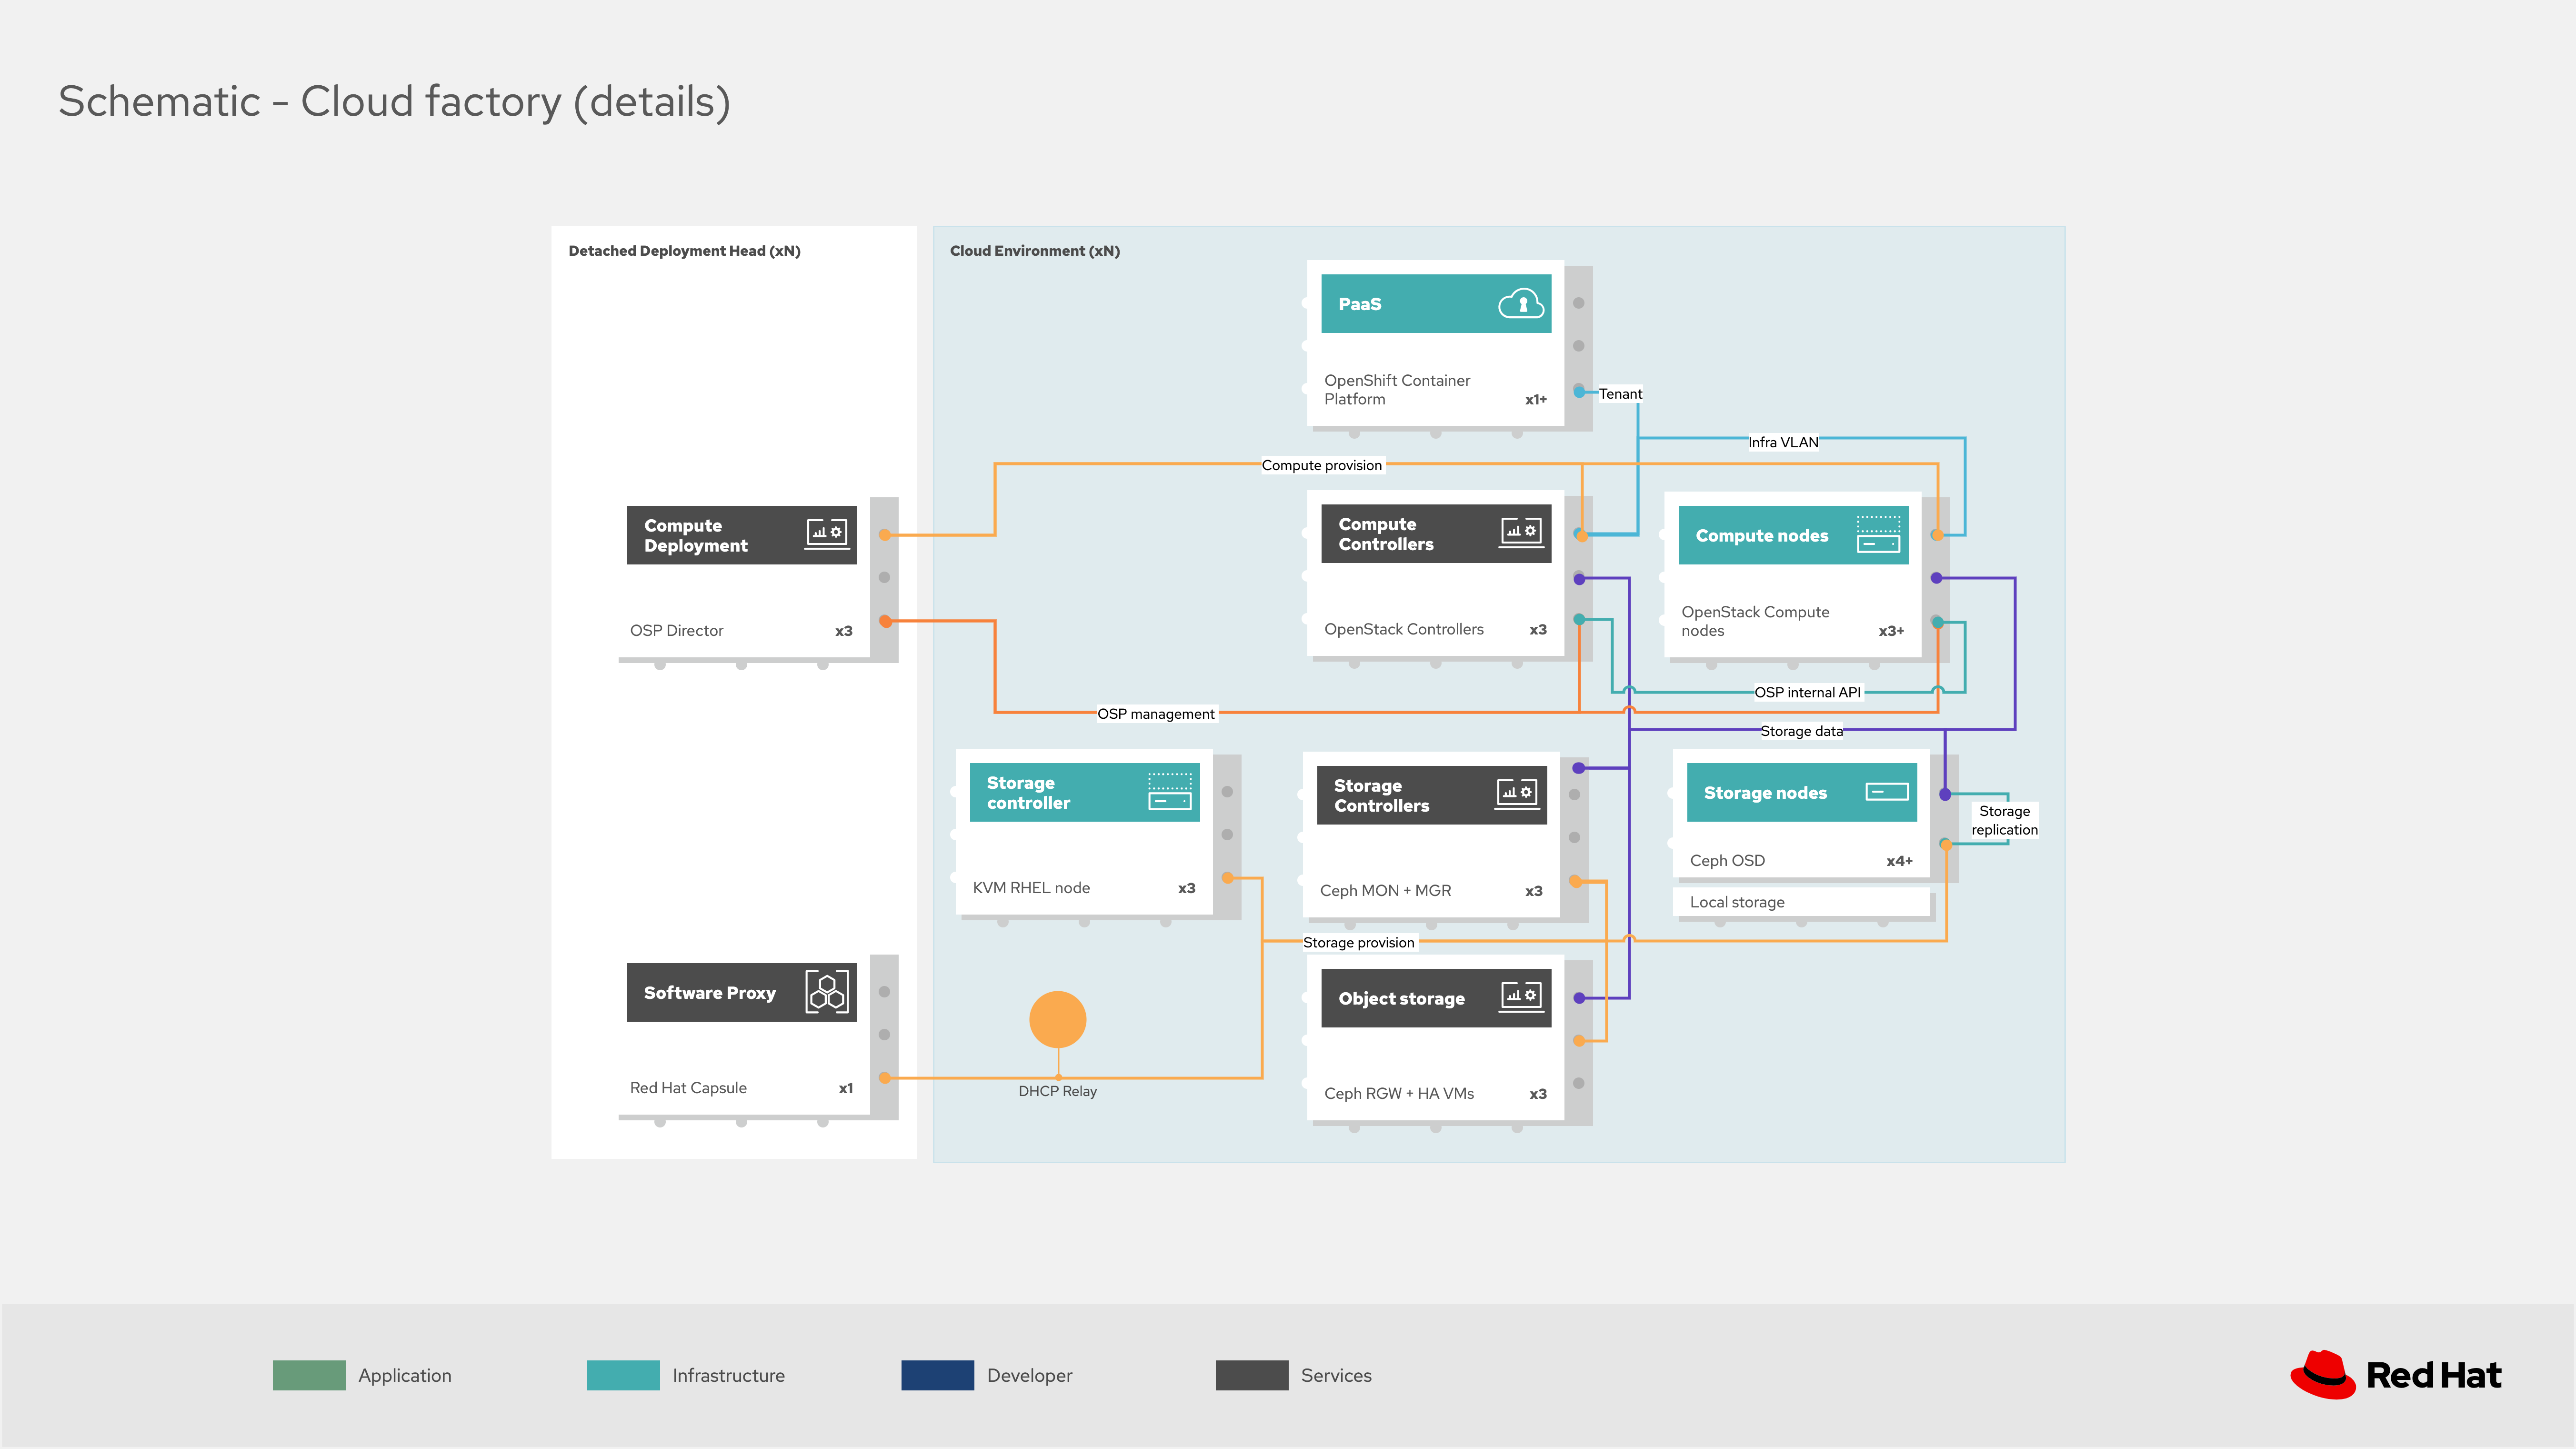 Schematic - Cloud factory (details)
Detached Deployment Head (xN)
Cloud Environment (xN)
PaaS
OpenShift Container
Platform
x1+
Tenant
Infra VLAN
Compute provision
Compute
Deployment
OSP Director
x3
Compute
Controllers
OpenStack Controllers
x3
Compute nodes
OpenStack Compute
nodes
x3+
OSP internal API
OSP management
Storage data
Storage
controller
KVM RHEL node
x3
Storage
Controllers
Ceph MON + MGR
x3
Storage nodes
Ceph OSD
x4+
Local storage
Storage
replication
Storage provision
Software Proxy
Red Hat Capsule
x1
DHCP Relay
Object storage
Ceph RGW + HA VMs
x3
Application
Infrastructure
Developer
Services
Red Hat